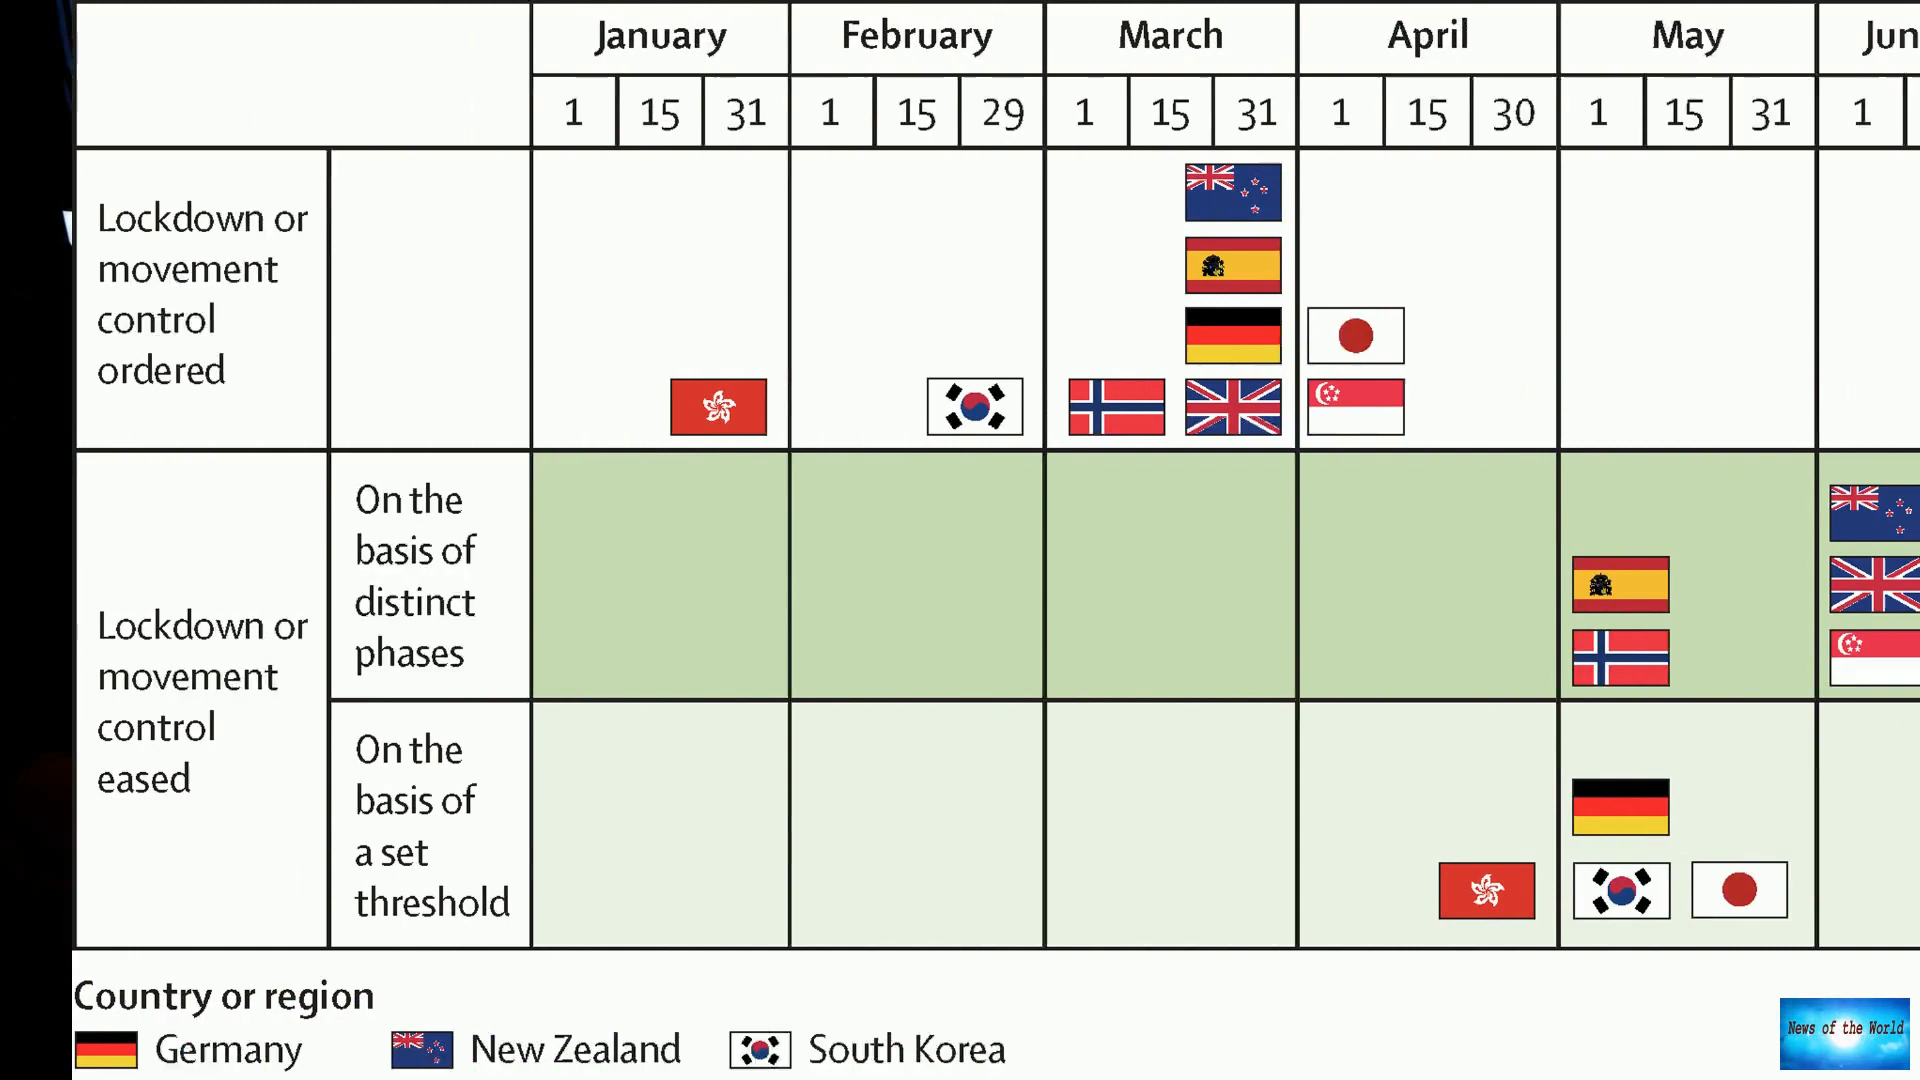 January February March April May Jun
1 15 31 1 15 29 1 15 31 1 15 30 1 15 31 1
Lockdown or
movement
control
ordered
Lockdown or
movement
control
eased
On the
basis of
distinct
phases
On the
basis of
a set
threshold
Country or region
Germany New Zealand South Korea
News of the World